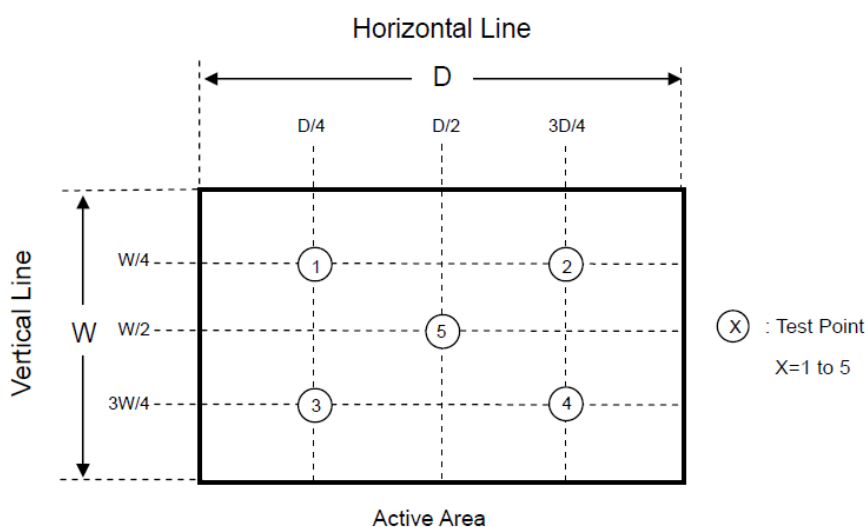 Horizontal Line
D
D/4 D/2 3D/4
Vertical Line
W
W/4
1 2
W/2
5
X : Test Point
X=1 to 5
3W/4
3 4
Active Area